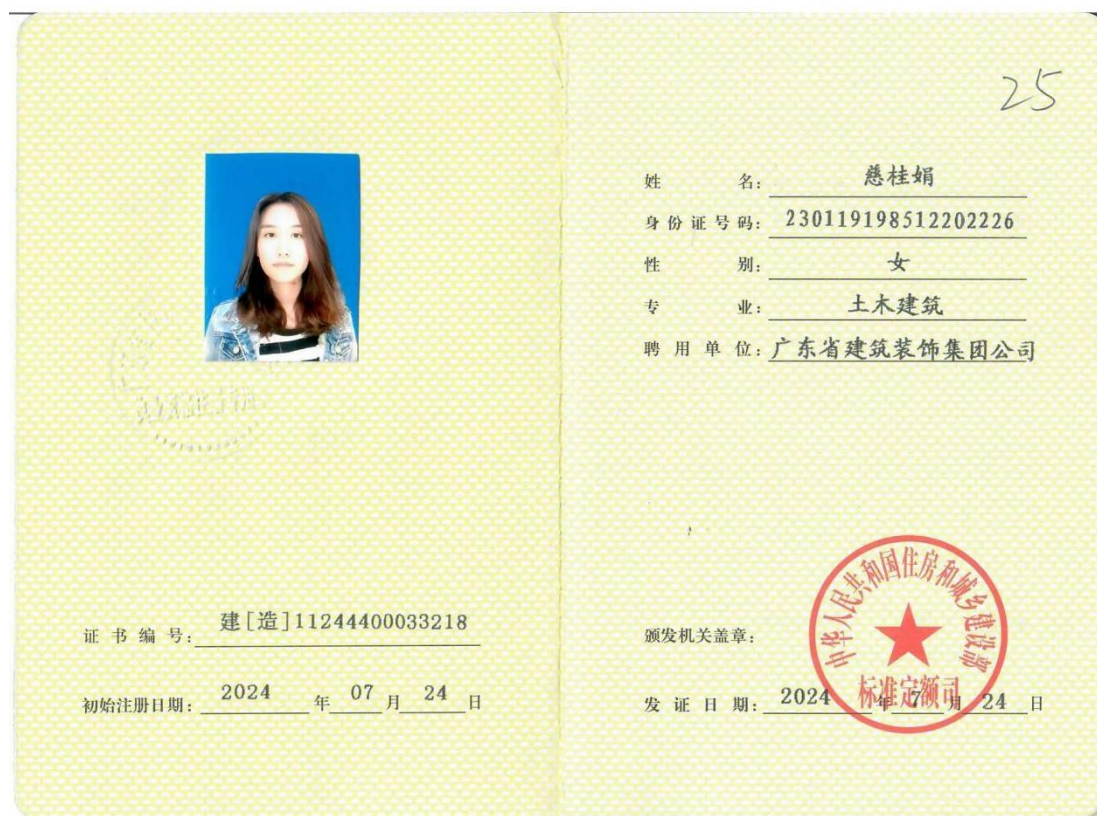 25
姓 名：慈桂娟
身份证号码：230119198512202226
性 别：女
专 业：土木建筑
聘用单位：广东省建筑装饰集团公司
证书编号：建[造]11244400033218
初始注册日期：2024 年 07 月 24 日
颁发机关盖章：
中华人民共和国住房和城乡建设部
标准定额司
发证日期：2024 年 7 月 24 日